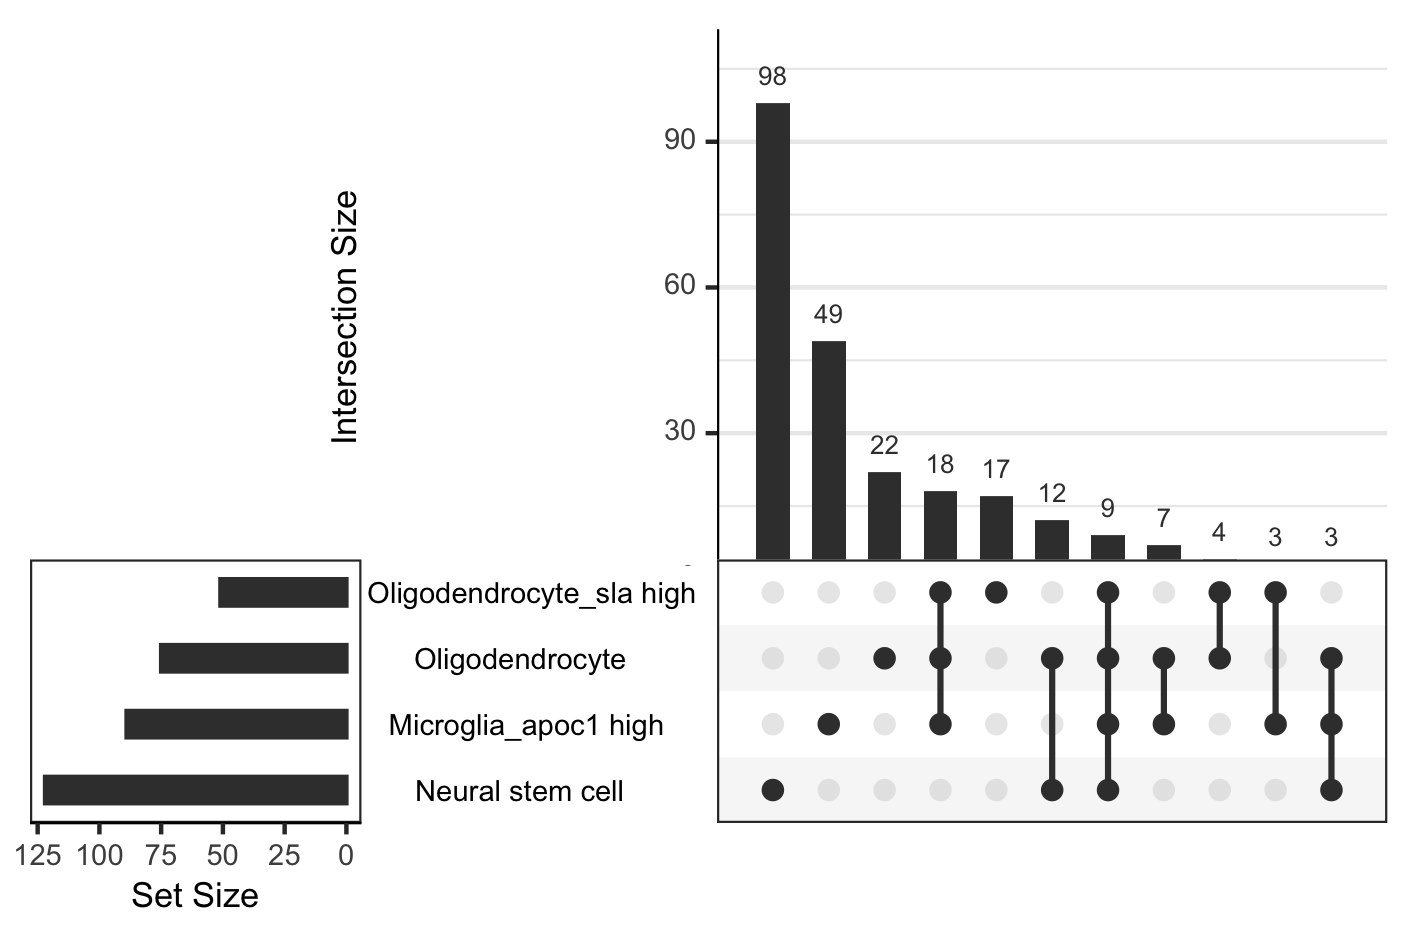 98
90
Intersection Size
60
49
30
22
18
17
12
9
7
4
3
3
Oligodendrocyte_sla high
Oligodendrocyte
Microglia_apoc1 high
Neural stem cell
125 100 75 50 25 0
Set Size